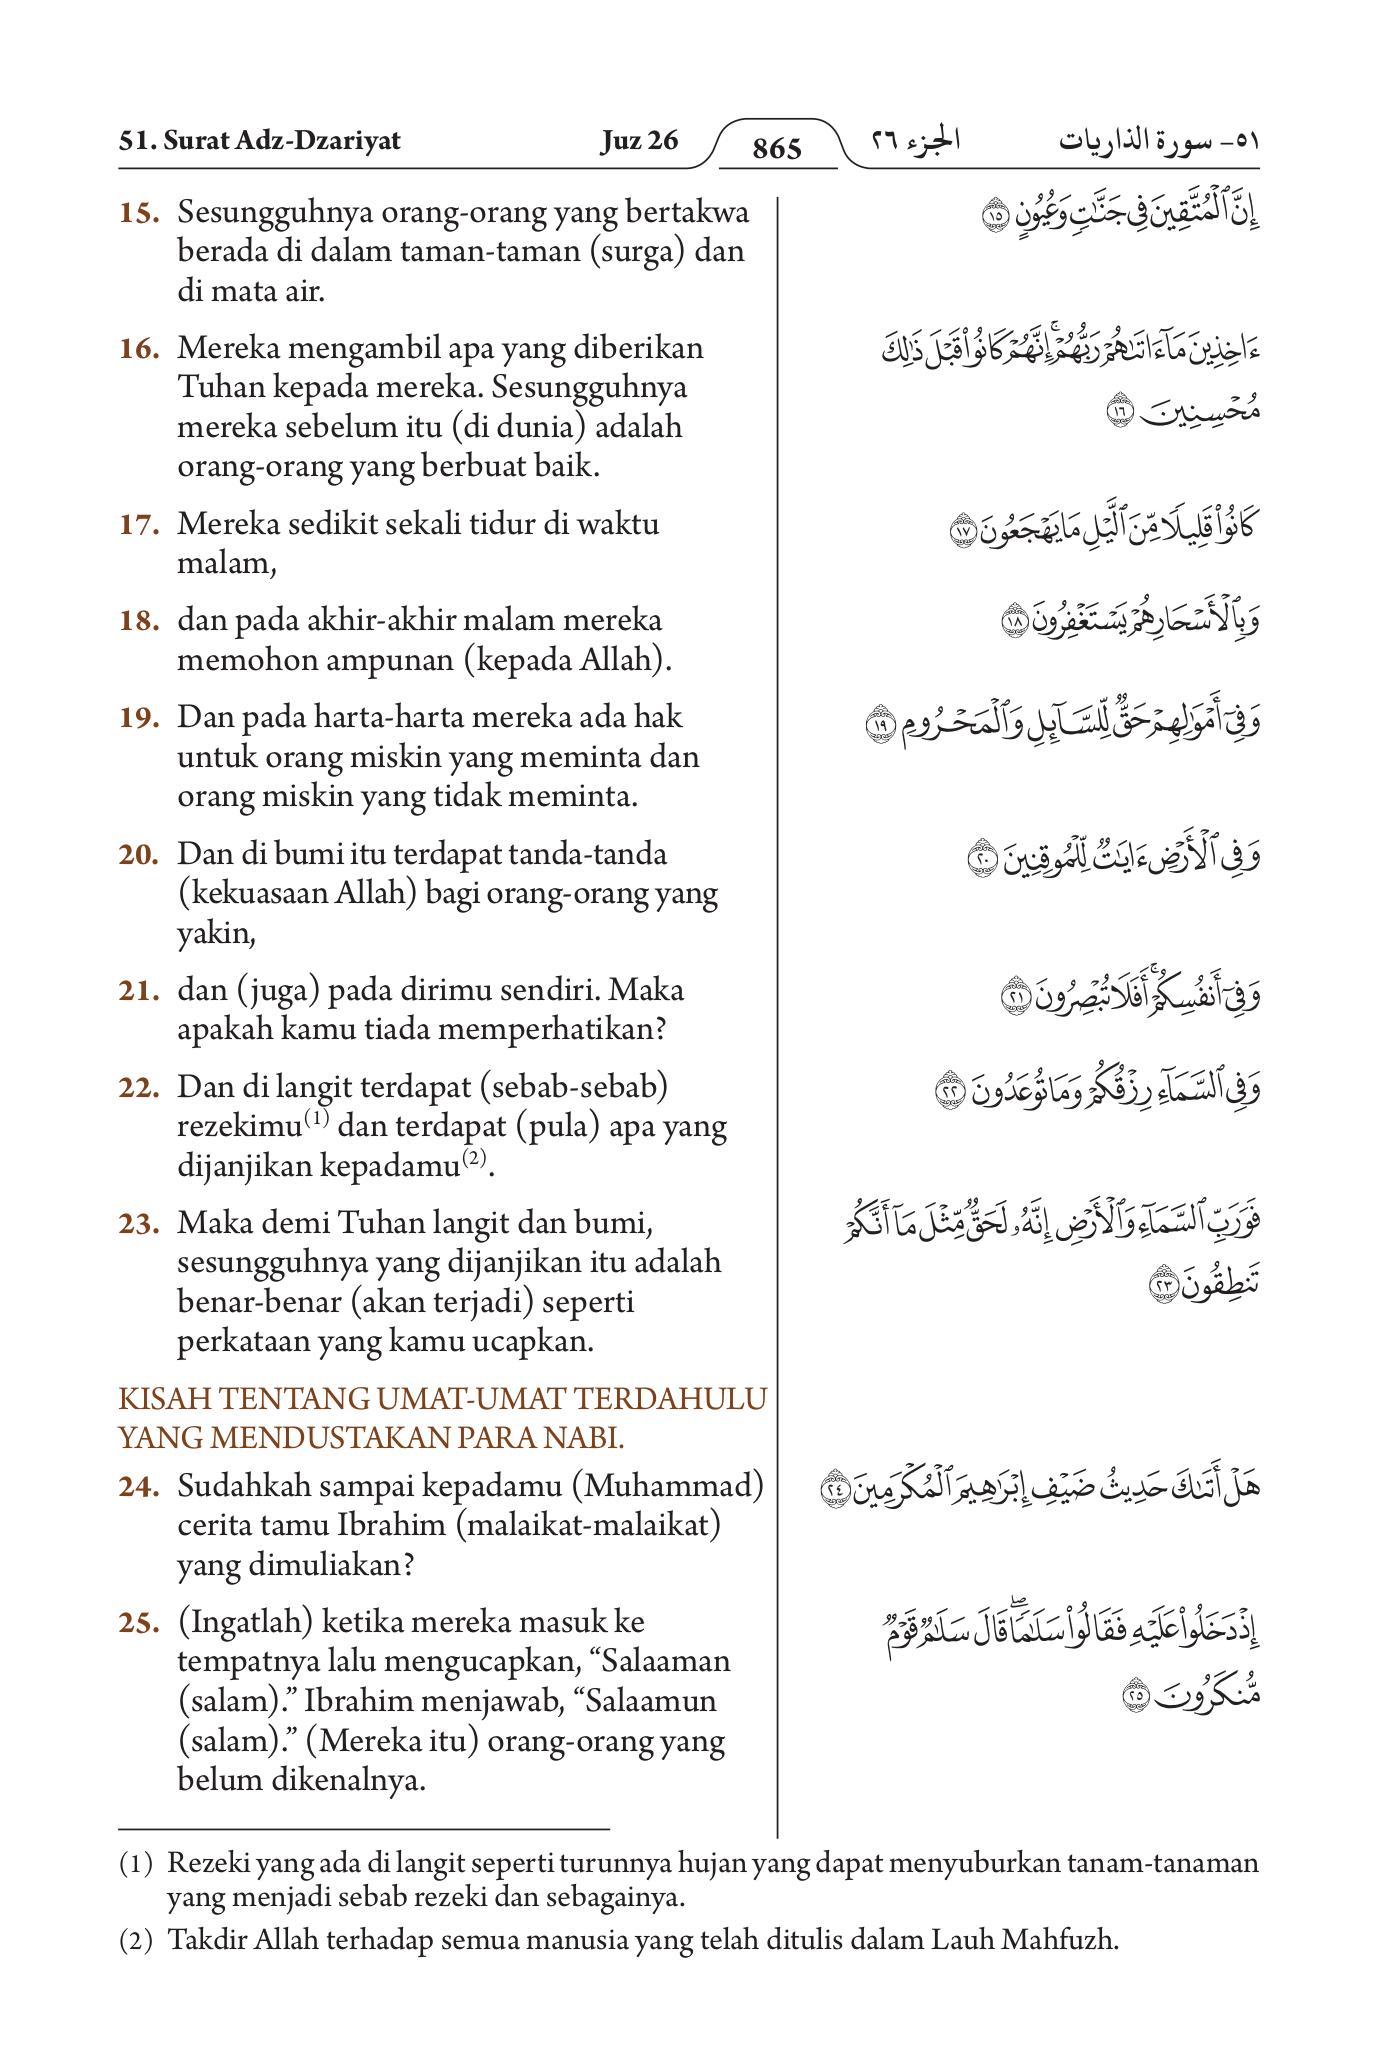 51. Surat Adz-Dzariyat Juz 26 865 الجزء ٢٦ ٥١- سورة الذاريات
15. Sesungguhnya orang-orang yang bertakwa
berada di dalam taman-taman (surga) dan
di mata air.
إِنَّ ٱلْمُتَّقِينَ فِى جَنَّـٰتٍ وَعُيُونٍ ١٥
16. Mereka mengambil apa yang diberikan
Tuhan kepada mereka. Sesungguhnya
mereka sebelum itu (di dunia) adalah
orang-orang yang berbuat baik.
ءَاخِذِينَ مَآ ءَاتَىٰهُمْ رَبُّهُمْ ۚ إِنَّهُمْ كَانُوا۟ قَبْلَ ذَٰلِكَ
مُحْسِنِينَ ١٦
17. Mereka sedikit sekali tidur di waktu
malam,
كَانُوا۟ قَلِيلًا مِّنَ ٱلَّيْلِ مَا يَهْجَعُونَ ١٧
18. dan pada akhir-akhir malam mereka
memohon ampunan (kepada Allah).
وَبِٱلْأَسْحَارِ هُمْ يَسْتَغْفِرُونَ ١٨
19. Dan pada harta-harta mereka ada hak
untuk orang miskin yang meminta dan
orang miskin yang tidak meminta.
وَفِىٓ أَمْوَٰلِهِمْ حَقٌّ لِّلسَّآئِلِ وَٱلْمَحْرُومِ ١٩
20. Dan di bumi itu terdapat tanda-tanda
(kekuasaan Allah) bagi orang-orang yang
yakin,
وَفِى ٱلْأَرْضِ ءَايَـٰتٌ لِّلْمُوقِنِينَ ٢٠
21. dan (juga) pada dirimu sendiri. Maka
apakah kamu tiada memperhatikan?
وَفِىٓ أَنفُسِكُمْ ۚ أَفَلَا تُبْصِرُونَ ٢١
22. Dan di langit terdapat (sebab-sebab)
rezekimu(1) dan terdapat (pula) apa yang
dijanjikan kepadamu(2).
وَفِى ٱلسَّمَآءِ رِزْقُكُمْ وَمَا تُوعَدُونَ ٢٢
23. Maka demi Tuhan langit dan bumi,
sesungguhnya yang dijanjikan itu adalah
benar-benar (akan terjadi) seperti
perkataan yang kamu ucapkan.
فَوَرَبِّ ٱلسَّمَآءِ وَٱلْأَرْضِ إِنَّهُۥ لَحَقٌّ مِّثْلَ مَآ أَنَّكُمْ
تَنطِقُونَ ٢٣
KISAH TENTANG UMAT-UMAT TERDAHULU
YANG MENDUSTAKAN PARA NABI.
24. Sudahkah sampai kepadamu (Muhammad)
cerita tamu Ibrahim (malaikat-malaikat)
yang dimuliakan?
هَلْ أَتَىٰكَ حَدِيثُ ضَيْفِ إِبْرَٰهِيمَ ٱلْمُكْرَمِينَ ٢٤
25. (Ingatlah) ketika mereka masuk ke
tempatnya lalu mengucapkan, “Salaaman
(salam).” Ibrahim menjawab, “Salaamun
(salam).” (Mereka itu) orang-orang yang
belum dikenalnya.
إِذْ دَخَلُوا۟ عَلَيْهِ فَقَالُوا۟ سَلَـٰمًا ۖ قَالَ سَلَـٰمٌ قَوْمٌ
مُّنكَرُونَ ٢٥
(1) Rezeki yang ada di langit seperti turunnya hujan yang dapat menyuburkan tanam-tanaman
yang menjadi sebab rezeki dan sebagainya.
(2) Takdir Allah terhadap semua manusia yang telah ditulis dalam Lauh Mahfuzh.